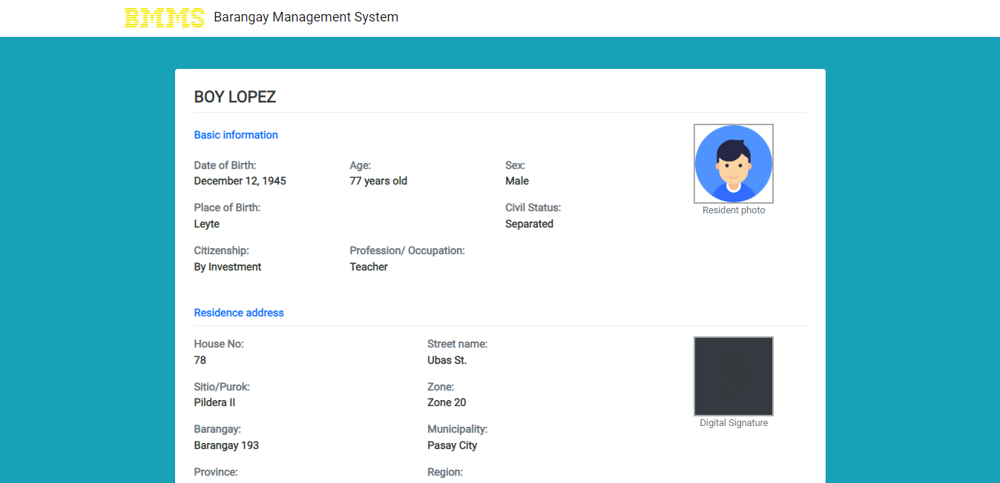 BMMS Barangay Management System
BOY LOPEZ
Basic information
Date of Birth: Age: Sex:
December 12, 1945 77 years old Male
Place of Birth: Civil Status:
Leyte Separated
Resident photo
Citizenship: Profession/ Occupation:
By Investment Teacher
Residence address
House No: Street name:
78 Ubas St.
Sitio/Purok: Zone:
Pildera II Zone 20
Digital Signature
Barangay: Municipality:
Barangay 193 Pasay City
Province: Region: